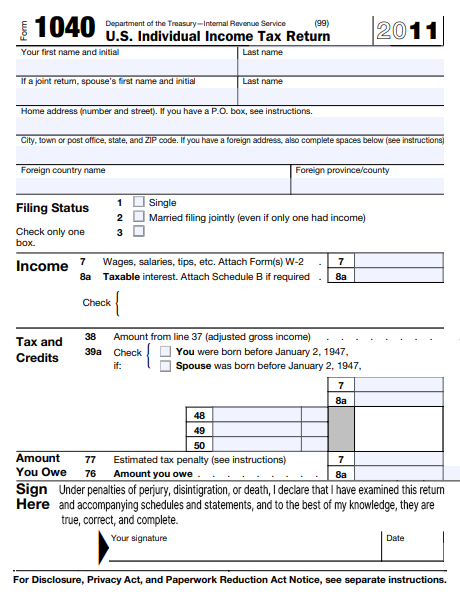 Form 1040 Department of the Treasury—Internal Revenue Service (99)
U.S. Individual Income Tax Return 2011
Your first name and initial Last name
If a joint return, spouse's first name and initial Last name
Home address (number and street). If you have a P.O. box, see instructions.
City, town or post office, state, and ZIP code. If you have a foreign address, also complete spaces below (see instructions)
Foreign country name Foreign province/county
Filing Status 1 Single
2 Married filing jointly (even if only one had income)
Check only one box. 3
Income 7 Wages, salaries, tips, etc. Attach Form(s) W-2 . 7
8a Taxable interest. Attach Schedule B if required . 8a
Check {
Tax and Credits 38 Amount from line 37 (adjusted gross income) . . . . . . .
39a Check { You were born before January 2, 1947,
if: Spouse was born before January 2, 1947,
7
8a
48
49
50
Amount You Owe 77 Estimated tax penalty (see instructions) 7
76 Amount you owe . . . . . . . . 8a
Sign Here Under penalties of perjury, disintigration, or death, I declare that I have examined this return
and accompanying schedules and statements, and to the best of my knowledge, they are
true, correct, and complete.
Your signature Date
For Disclosure, Privacy Act, and Paperwork Reduction Act Notice, see separate instructions.